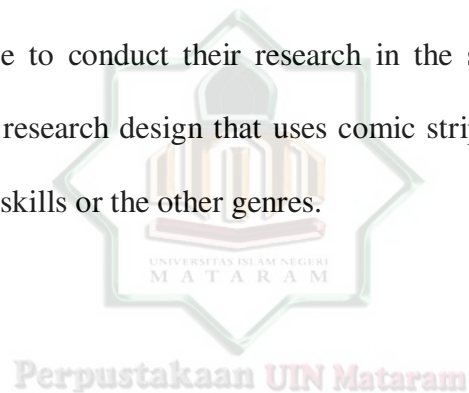 e to conduct their research in the s
research design that uses comic strip
skills or the other genres.
UNIVERSITAS ISLAM NEGERI
MATARAM
Perpustakaan UIN Mataram